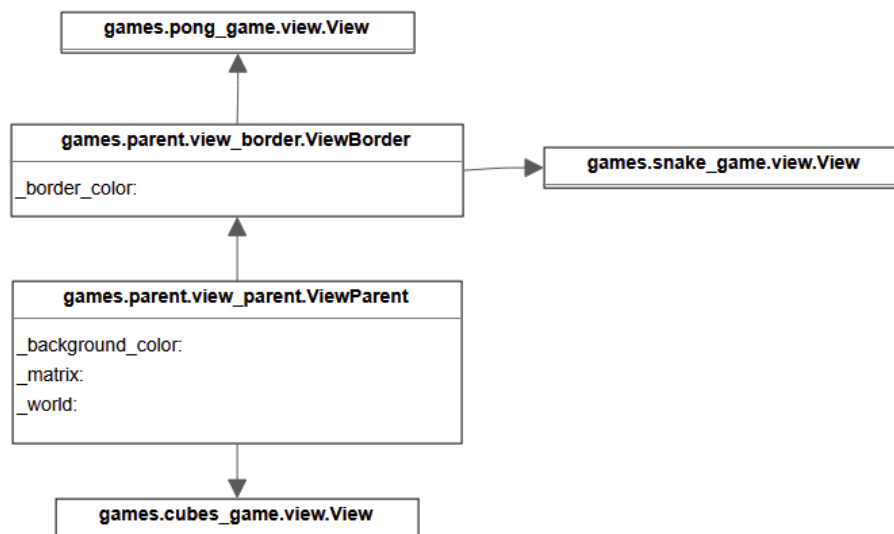 games.pong_game.view.View
games.parent.view_border.ViewBorder
_border_color:
games.snake_game.view.View
games.parent.view_parent.ViewParent
_background_color:
_matrix:
_world:
games.cubes_game.view.View